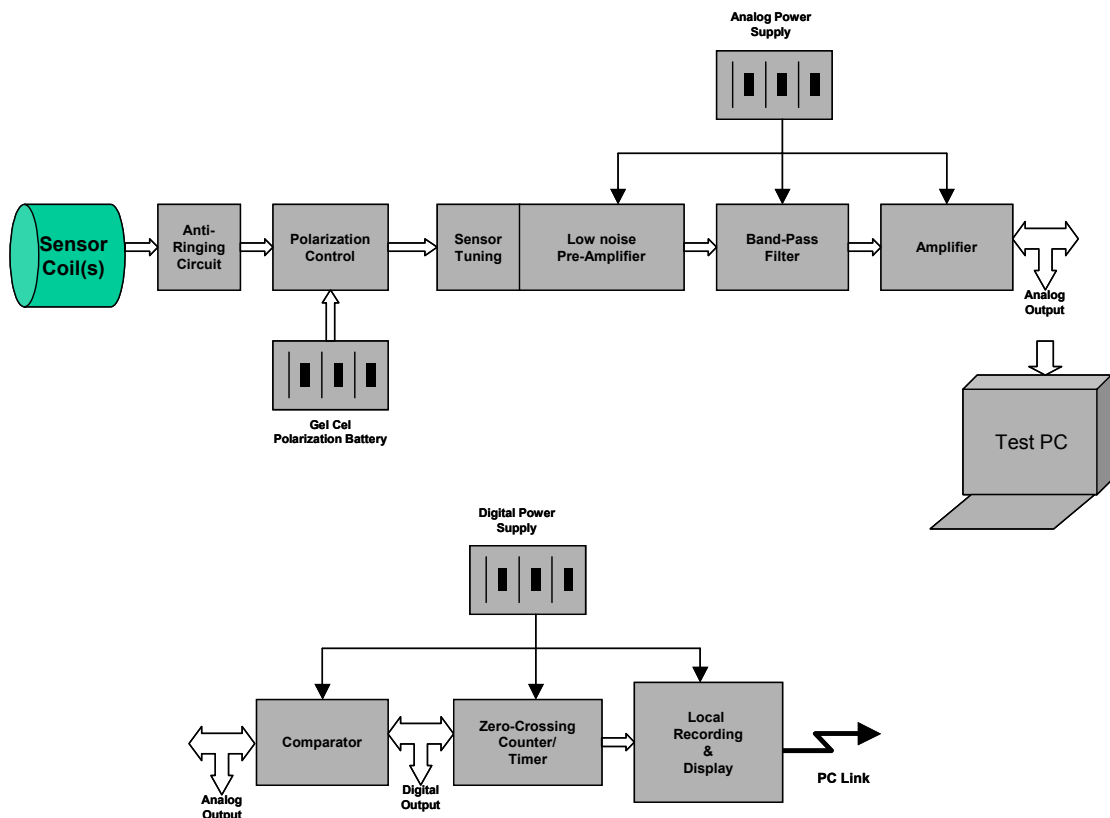 Analog Power
Supply
Sensor
Coil(s)
Anti-
Ringing
Circuit
Polarization
Control
Sensor
Tuning
Low noise
Pre-Amplifier
Band-Pass
Filter
Amplifier
Analog
Output
Gel Cel
Polarization Battery
Test PC
Digital Power
Supply
Comparator
Zero-Crossing
Counter/
Timer
Local
Recording
&
Display
PC Link
Analog
Output
Digital
Output